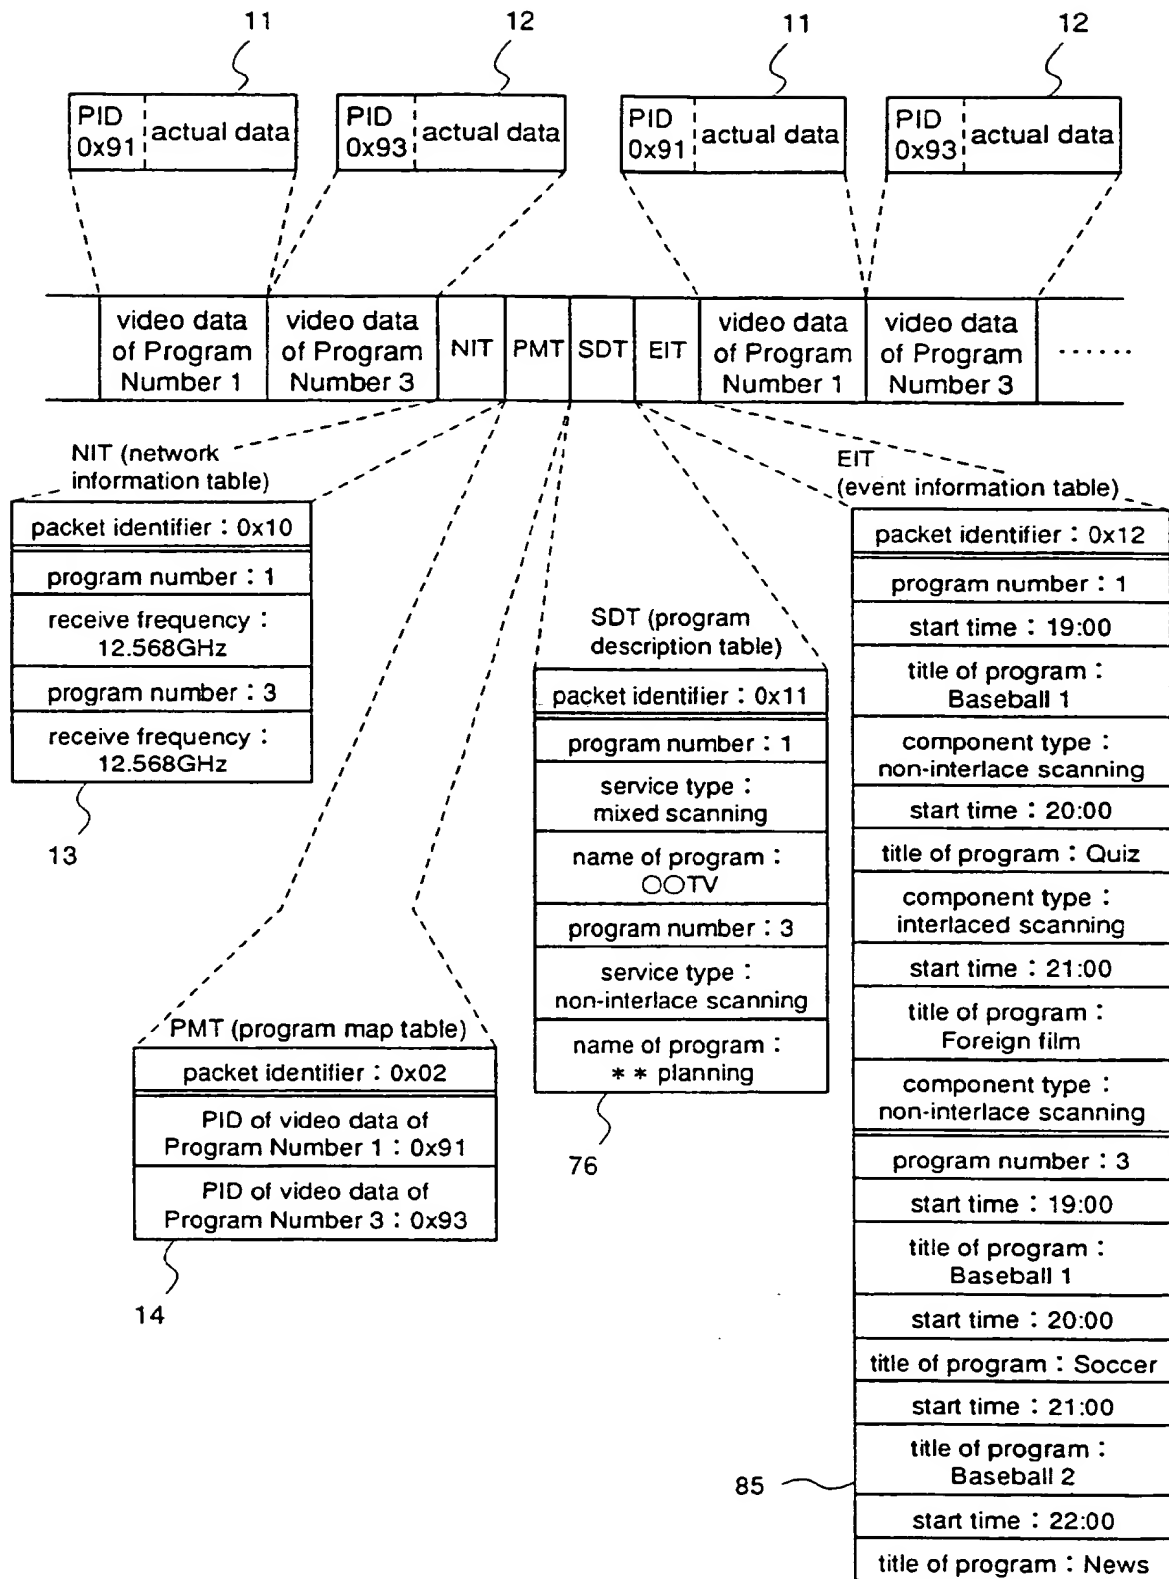 11
12
11
12
PID
0x91
actual data
PID
0x93
actual data
PID
0x91
actual data
PID
0x93
actual data
video data
of Program
Number 1
video data
of Program
Number 3
NIT
PMT
SDT
EIT
video data
of Program
Number 1
video data
of Program
Number 3
......
NIT (network
information table)
packet identifier : 0x10
program number : 1
receive frequency :
12.568GHz
program number : 3
receive frequency :
12.568GHz
13
PMT (program map table)
packet identifier : 0x02
PID of video data of
Program Number 1 : 0x91
PID of video data of
Program Number 3 : 0x93
14
SDT (program
description table)
packet identifier : 0x11
program number : 1
service type :
mixed scanning
name of program :
○○TV
program number : 3
service type :
non-interlace scanning
name of program :
** planning
76
EIT
(event information table)
packet identifier : 0x12
program number : 1
start time : 19:00
title of program :
Baseball 1
component type :
non-interlace scanning
start time : 20:00
title of program : Quiz
component type :
interlaced scanning
start time : 21:00
title of program :
Foreign film
component type :
non-interlace scanning
program number : 3
start time : 19:00
title of program :
Baseball 1
start time : 20:00
title of program : Soccer
start time : 21:00
title of program :
Baseball 2
start time : 22:00
title of program : News
85